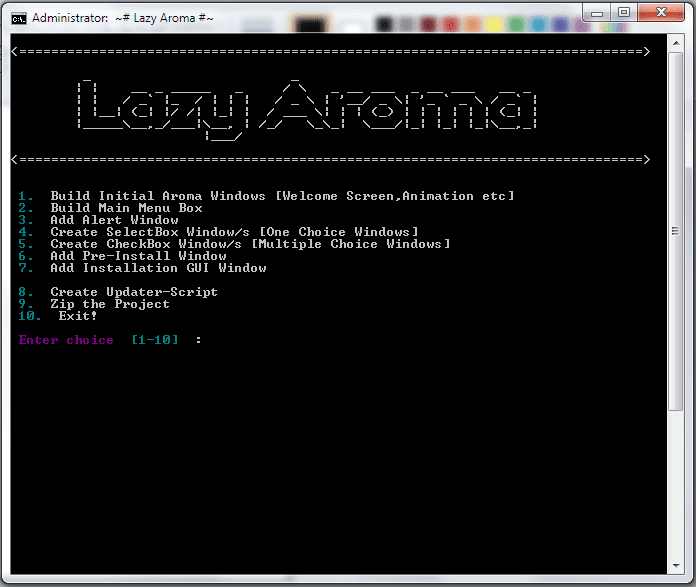 Administrator: ~# Lazy Aroma #~
Lazy Aroma
1. Build Initial Aroma Windows [Welcome Screen,Animation etc]
2. Build Main Menu Box
3. Add Alert Window
4. Create SelectBox Window/s [One Choice Windows]
5. Create CheckBox Window/s [Multiple Choice Windows]
6. Add Pre-Install Window
7. Add Installation GUI Window
8. Create Updater-Script
9. Zip the Project
10. Exit!
Enter choice [1-10] :